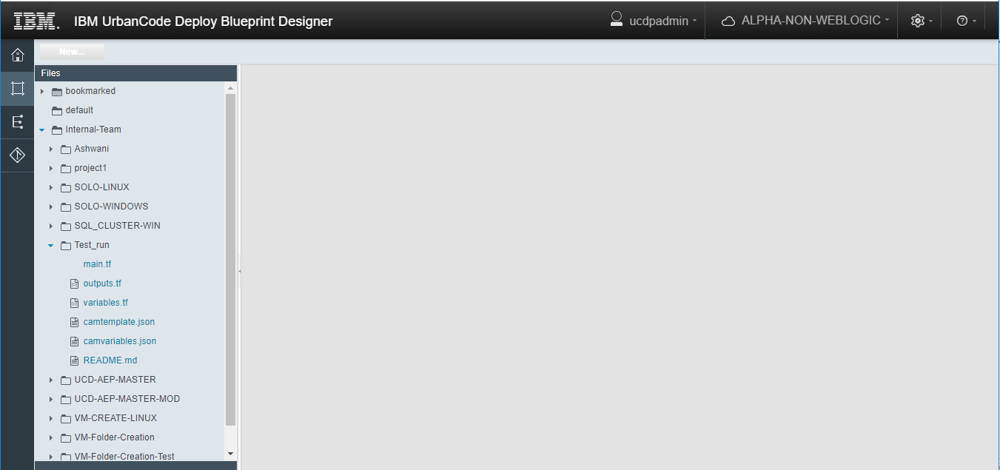 IBM. IBM UrbanCode Deploy Blueprint Designer ucdpadmin ALPHA-NON-WEBLOGIC
New...
Files
bookmarked
default
Internal-Team
Ashwani
project1
SOLO-LINUX
SOLO-WINDOWS
SQL_CLUSTER-WIN
Test_run
main.tf
outputs.tf
variables.tf
camtemplate.json
camvariables.json
README.md
UCD-AEP-MASTER
UCD-AEP-MASTER-MOD
VM-CREATE-LINUX
VM-Folder-Creation
VM-Folder-Creation-Test